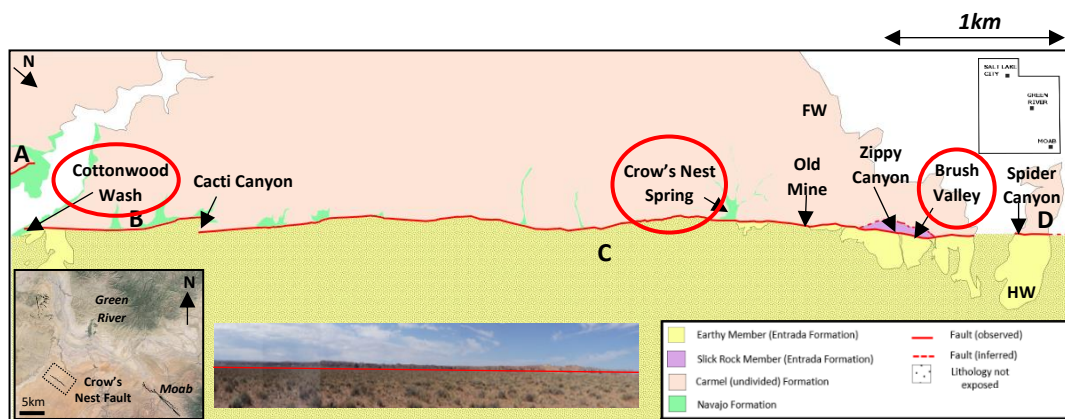 1km
N
SALT LAKE
CITY
GREEN
RIVER
MOAB
FW
A
Cottonwood
Wash
Cacti Canyon
Crow's Nest
Spring
Old
Mine
Zippy
Canyon
Brush
Valley
Spider
Canyon
B
C
D
HW
N
Green
River
Crow's
Nest Fault
Moab
5km
Earthy Member (Entrada Formation)
Slick Rock Member (Entrada Formation)
Carmel (undivided) Formation
Navajo Formation
Fault (observed)
Fault (inferred)
Lithology not
exposed